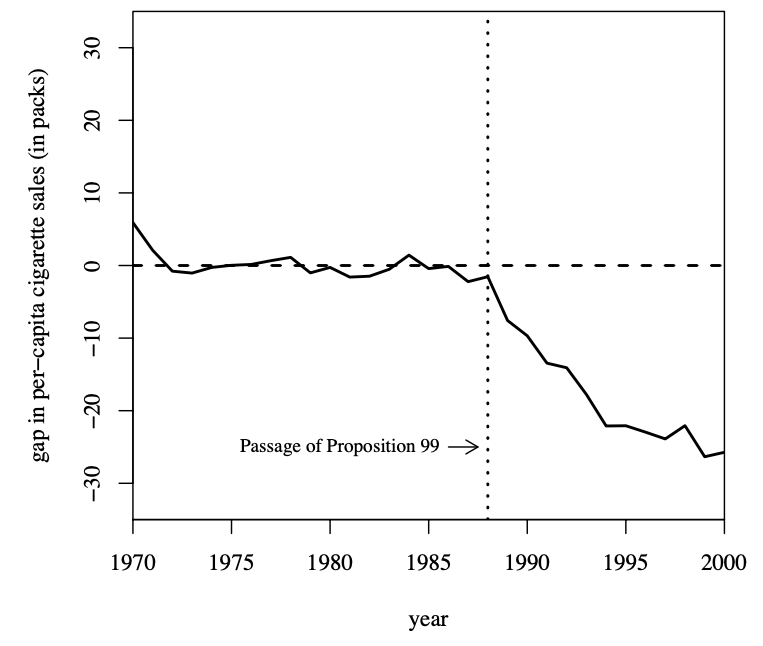 gap in per−capita cigarette sales (in packs)
30
20
10
0
−10
−20
−30
Passage of Proposition 99
1970 1975 1980 1985 1990 1995 2000
year